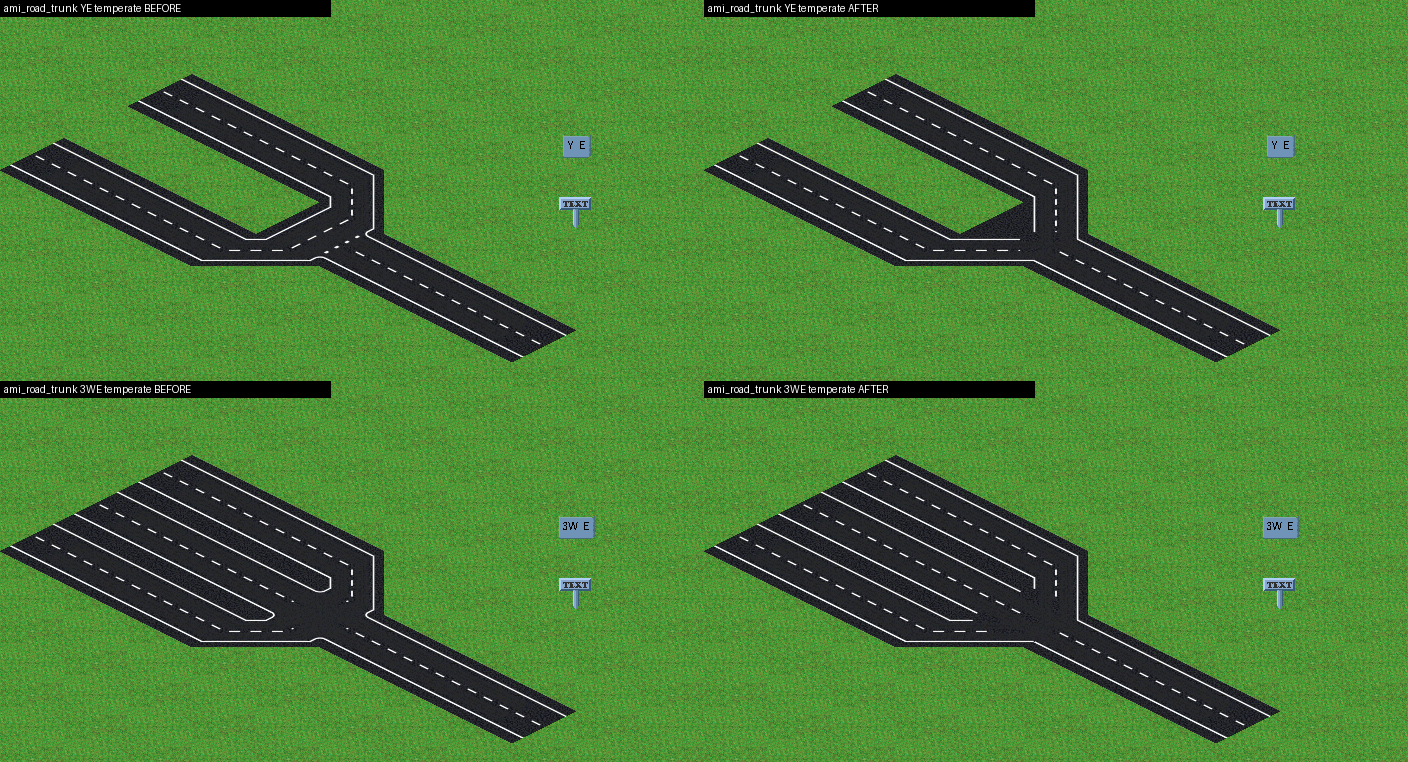 ami_road_trunk YE temperate BEFORE
ami_road_trunk YE temperate AFTER
Y E
Y E
TEXT
TEXT
ami_road_trunk 3WE temperate BEFORE
ami_road_trunk 3WE temperate AFTER
3W E
3W E
TEXT
TEXT